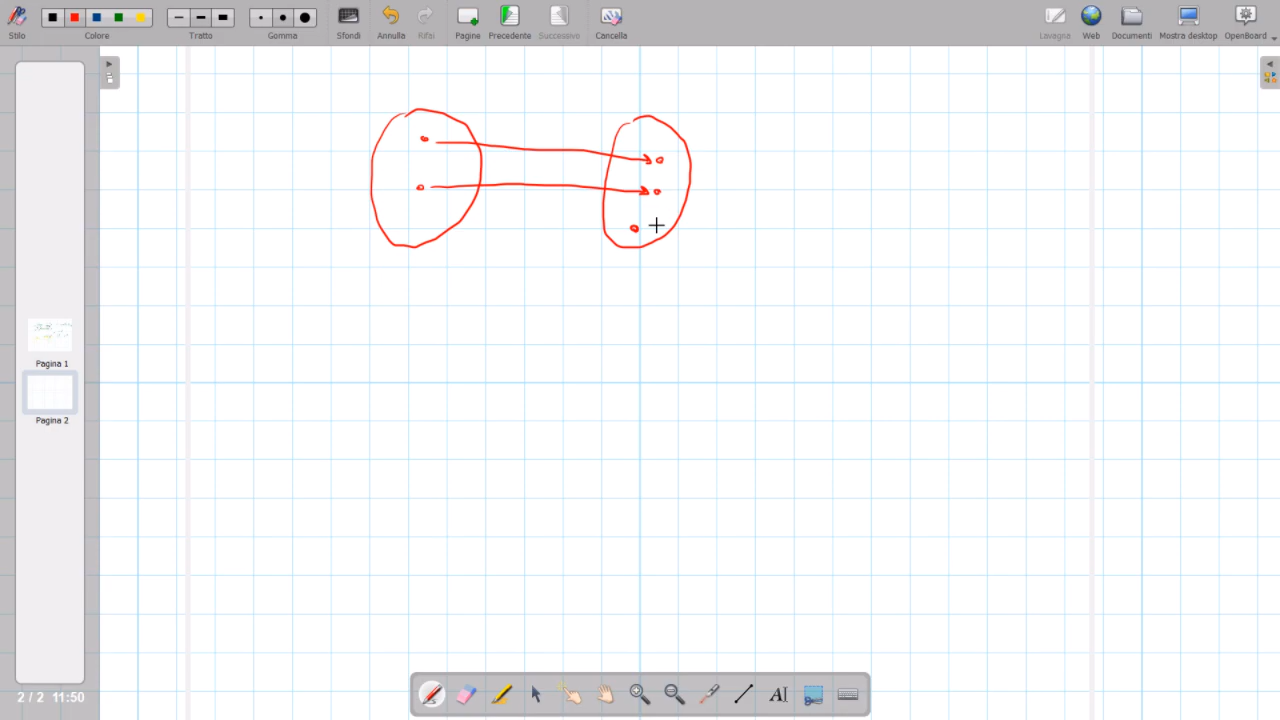 Stilo
Colore
Tratto
Gomma
Sfondi
Annulla
Rifai
Pagine
Precedente
Successivo
Cancella
Lavagna
Web
Documenti
Mostra desktop
OpenBoard
Pagina 1
Pagina 2
2 / 2 11:50
AI